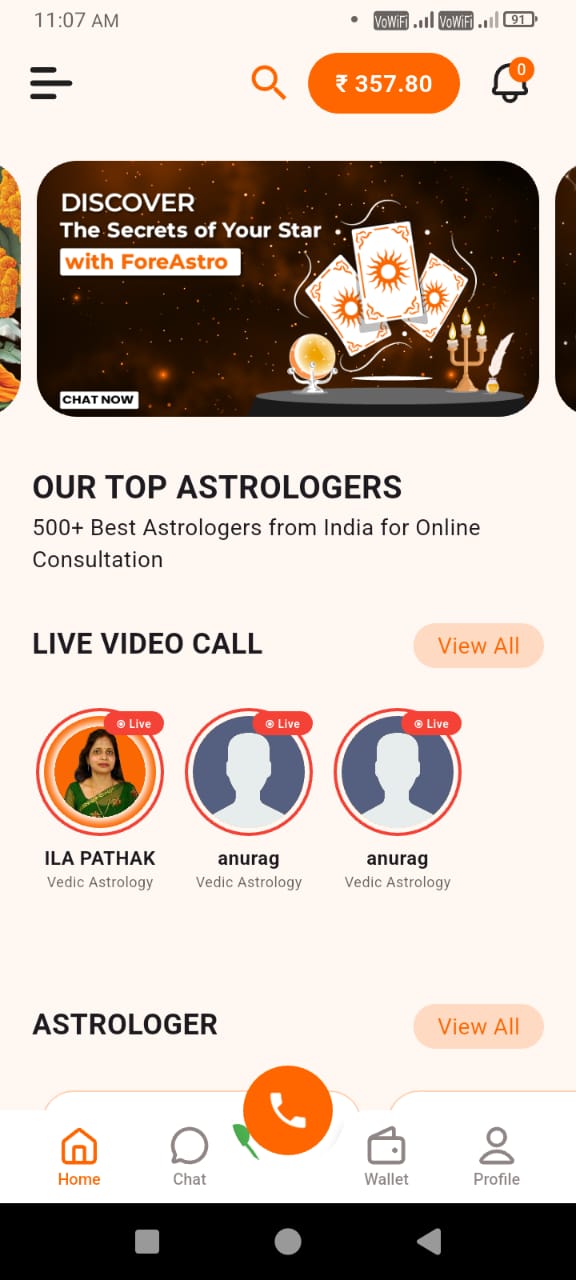 11:07 AM
VoWiFi VoWiFi 91
₹ 357.80
0
DISCOVER
The Secrets of Your Star
with ForeAstro
CHAT NOW
OUR TOP ASTROLOGERS
500+ Best Astrologers from India for Online
Consultation
LIVE VIDEO CALL
View All
Live Live Live
ILA PATHAK anurag anurag
Vedic Astrology Vedic Astrology Vedic Astrology
ASTROLOGER
View All
Home Chat Wallet Profile